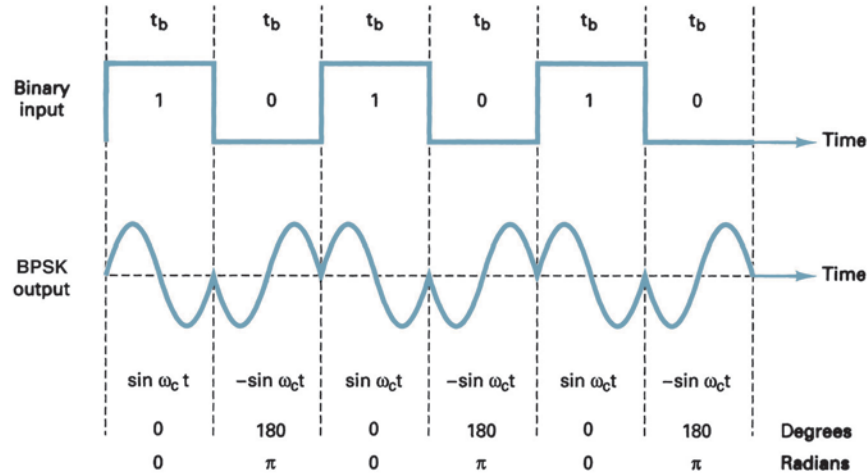 tb tb tb tb tb tb
Binary input
1 0 1 0 1 0
Time
BPSK output
Time
sin ωc t -sin ωct sin ωct -sin ωct sin ωct -sin ωct
0 180 0 180 0 180 Degrees
0 π 0 π 0 π Radians